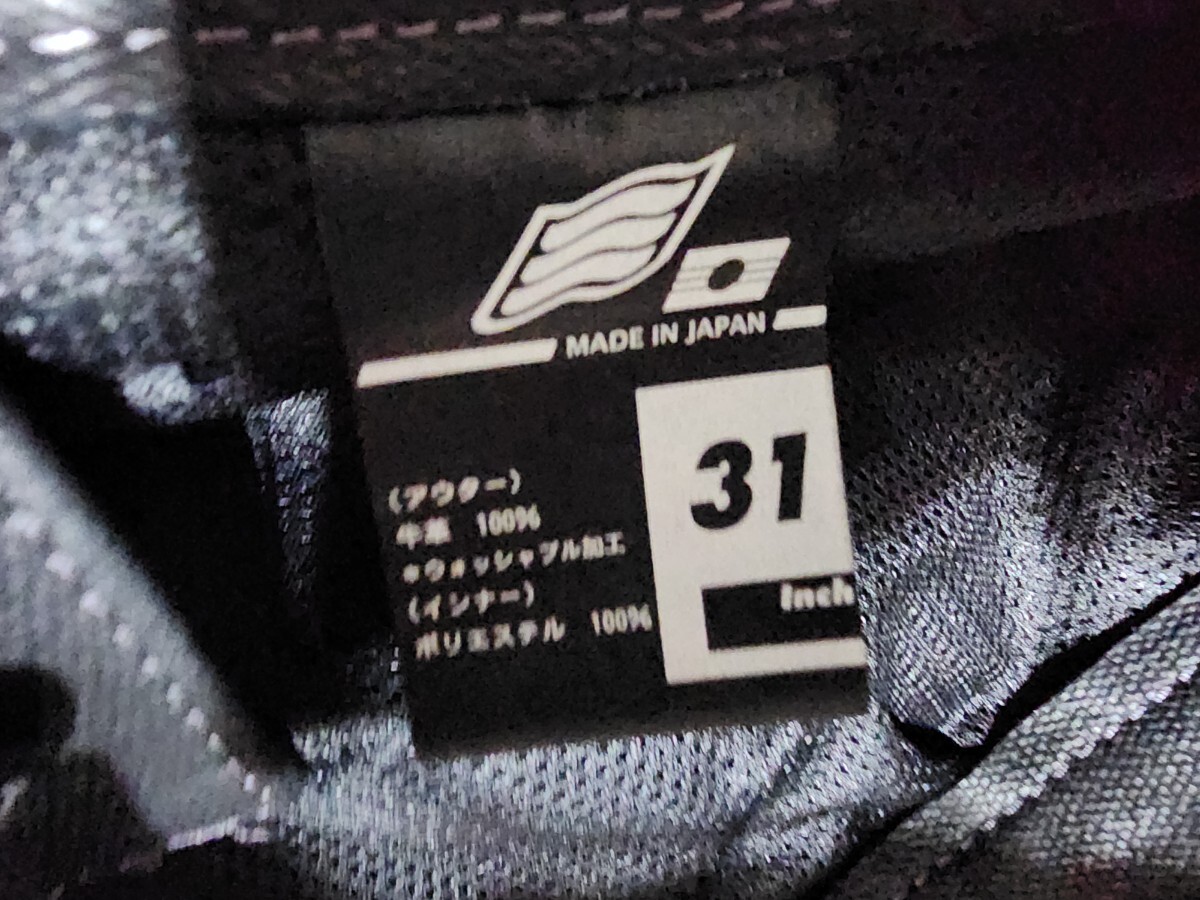 MADE IN JAPAN
31
Inch
(アウター)
牛革 100%
*ウォッシャブル加工
(インナー)
ポリエステル 100%